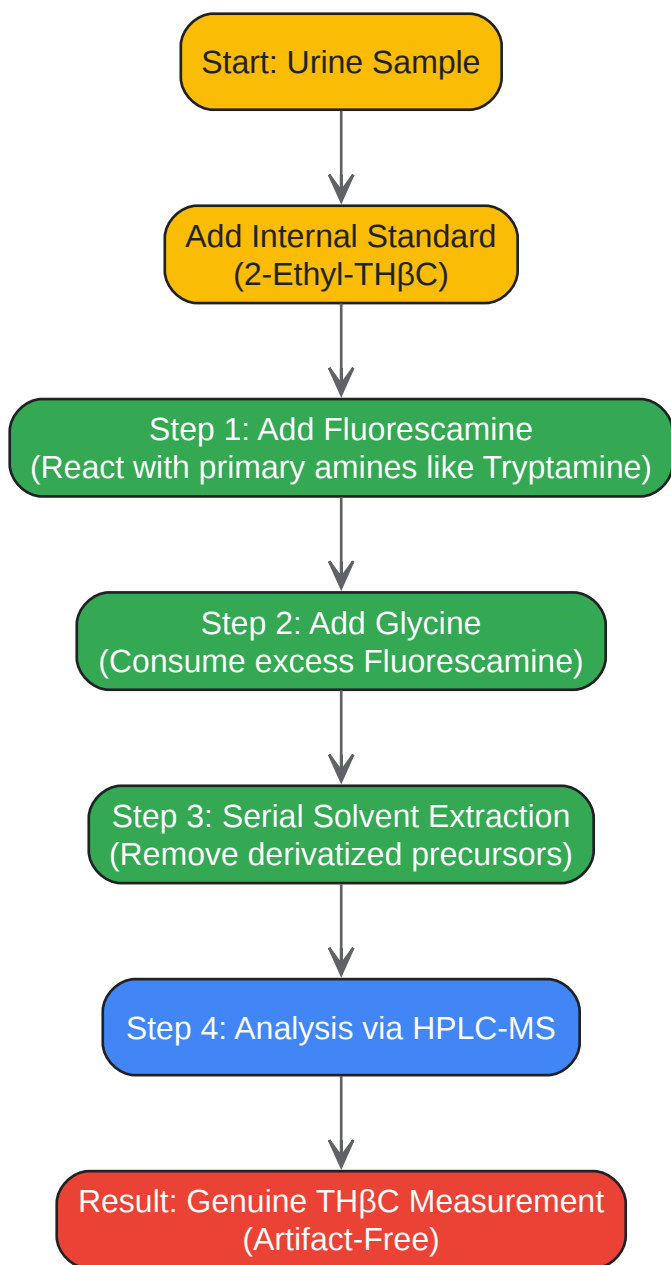 Start: Urine Sample
Add Internal Standard
(2-Ethyl-THβC)
Step 1: Add Fluorescamine
(React with primary amines like Tryptamine)
Step 2: Add Glycine
(Consume excess Fluorescamine)
Step 3: Serial Solvent Extraction
(Remove derivatized precursors)
Step 4: Analysis via HPLC-MS
Result: Genuine THβC Measurement
(Artifact-Free)